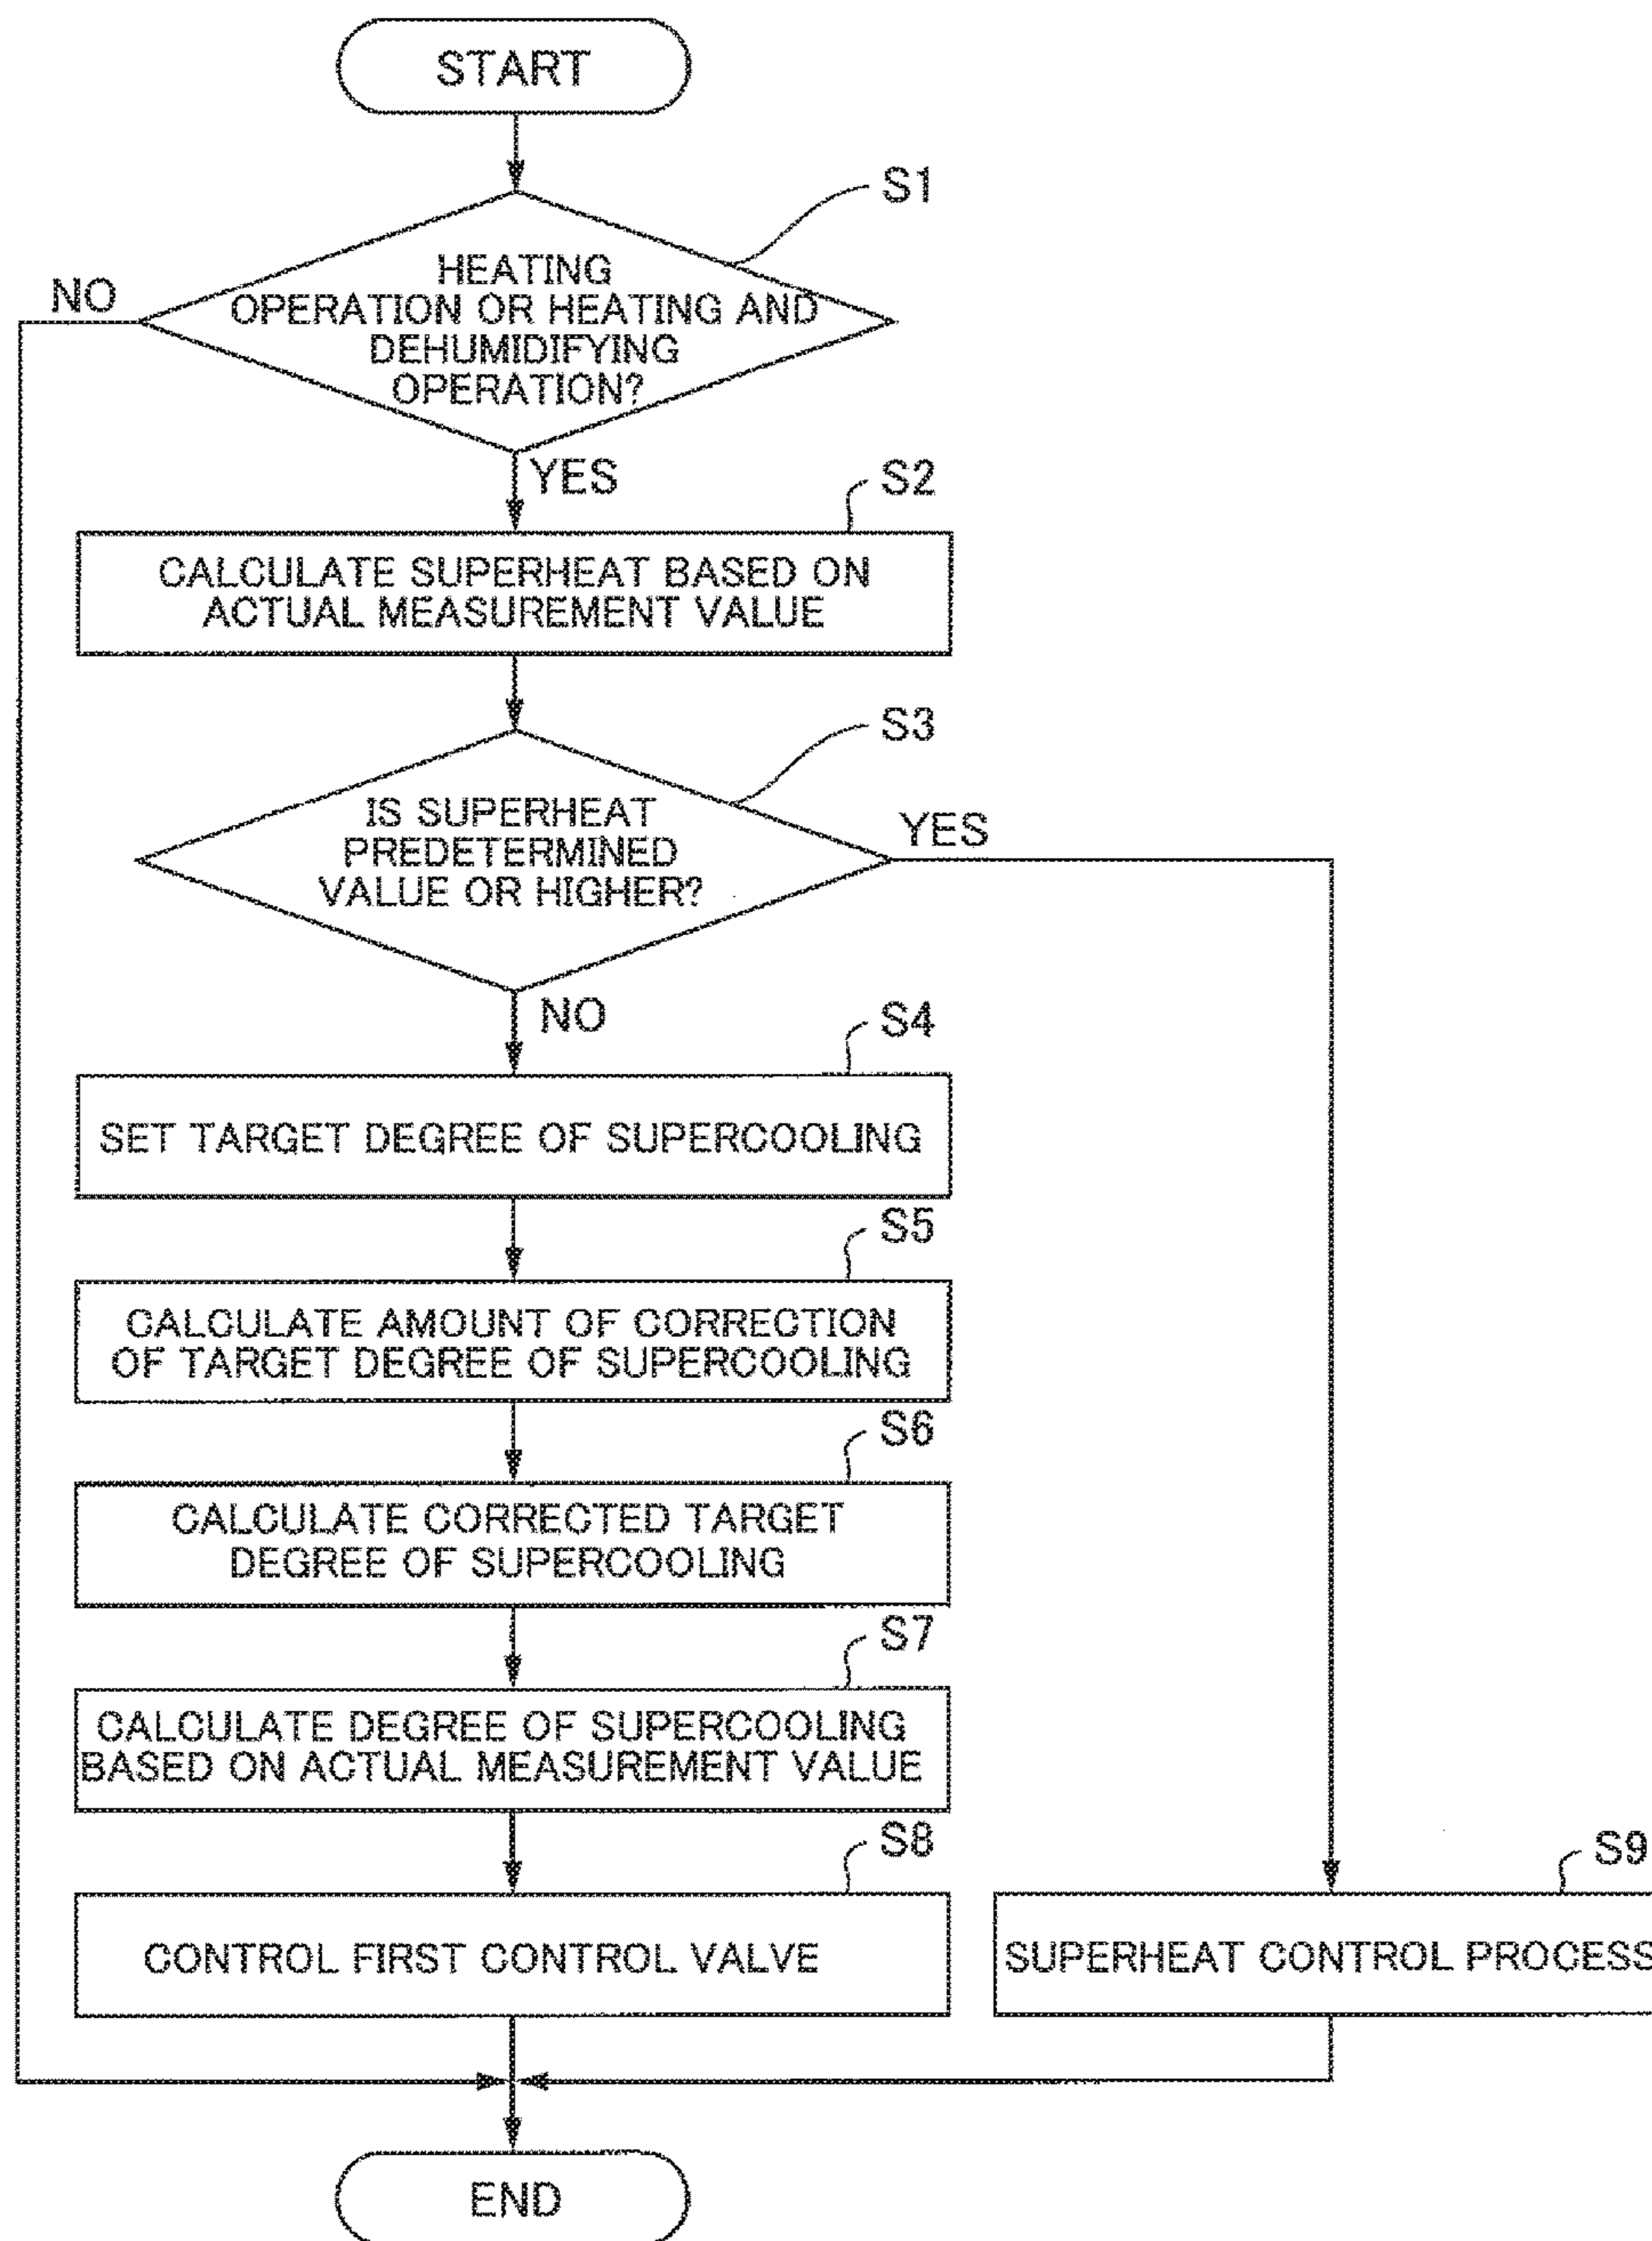 START
S1
HEATING
OPERATION OR HEATING AND
DEHUMIDIFYING
OPERATION?
NO
YES
S2
CALCULATE SUPERHEAT BASED ON
ACTUAL MEASUREMENT VALUE
S3
IS SUPERHEAT
PREDETERMINED
VALUE OR HIGHER?
YES
NO
S4
SET TARGET DEGREE OF SUPERCOOLING
S5
CALCULATE AMOUNT OF CORRECTION
OF TARGET DEGREE OF SUPERCOOLING
S6
CALCULATE CORRECTED TARGET
DEGREE OF SUPERCOOLING
S7
CALCULATE DEGREE OF SUPERCOOLING
BASED ON ACTUAL MEASUREMENT VALUE
S8
CONTROL FIRST CONTROL VALVE
S9
SUPERHEAT CONTROL PROCESS
END